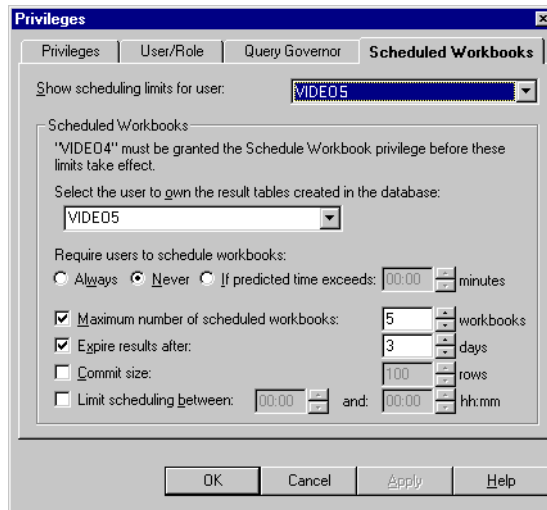 Privileges
Privileges User/Role Query Governor Scheduled Workbooks
Show scheduling limits for user: VIDEO5
Scheduled Workbooks
"VIDEO4" must be granted the Schedule Workbook privilege before these
limits take effect.
Select the user to own the result tables created in the database:
VIDEO5
Require users to schedule workbooks:
Always Never If predicted time exceeds: 00:00 minutes
Maximum number of scheduled workbooks: 5 workbooks
Expire results after: 3 days
Commit size: 100 rows
Limit scheduling between: 00:00 and: 00:00 hh:mm
OK Cancel Apply Help